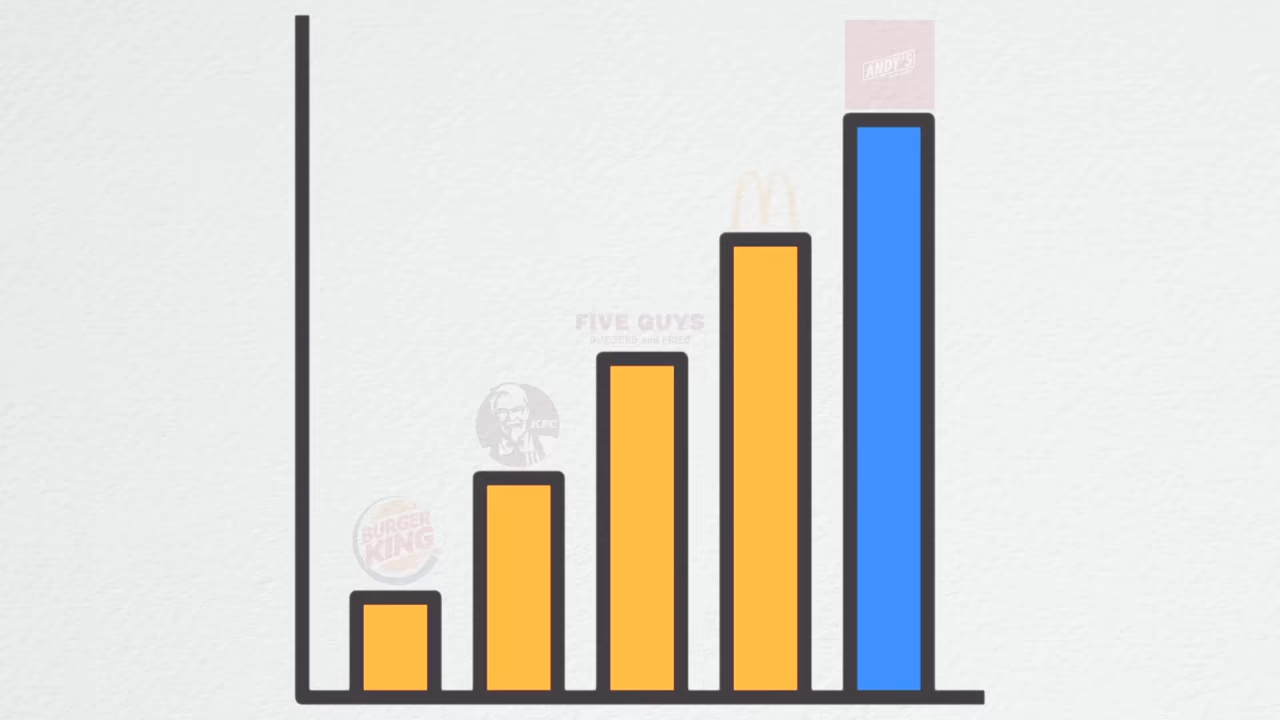 ANDY'S
FIVE GUYS
BURGERS and FRIES
KFC
BURGER
KING